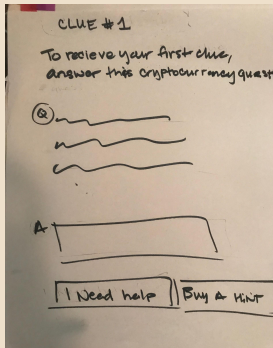 CLUE #1
To recieve your first clue,
answer this cryptocurrency quest
Q
A
I Need help
Buy A HiNT